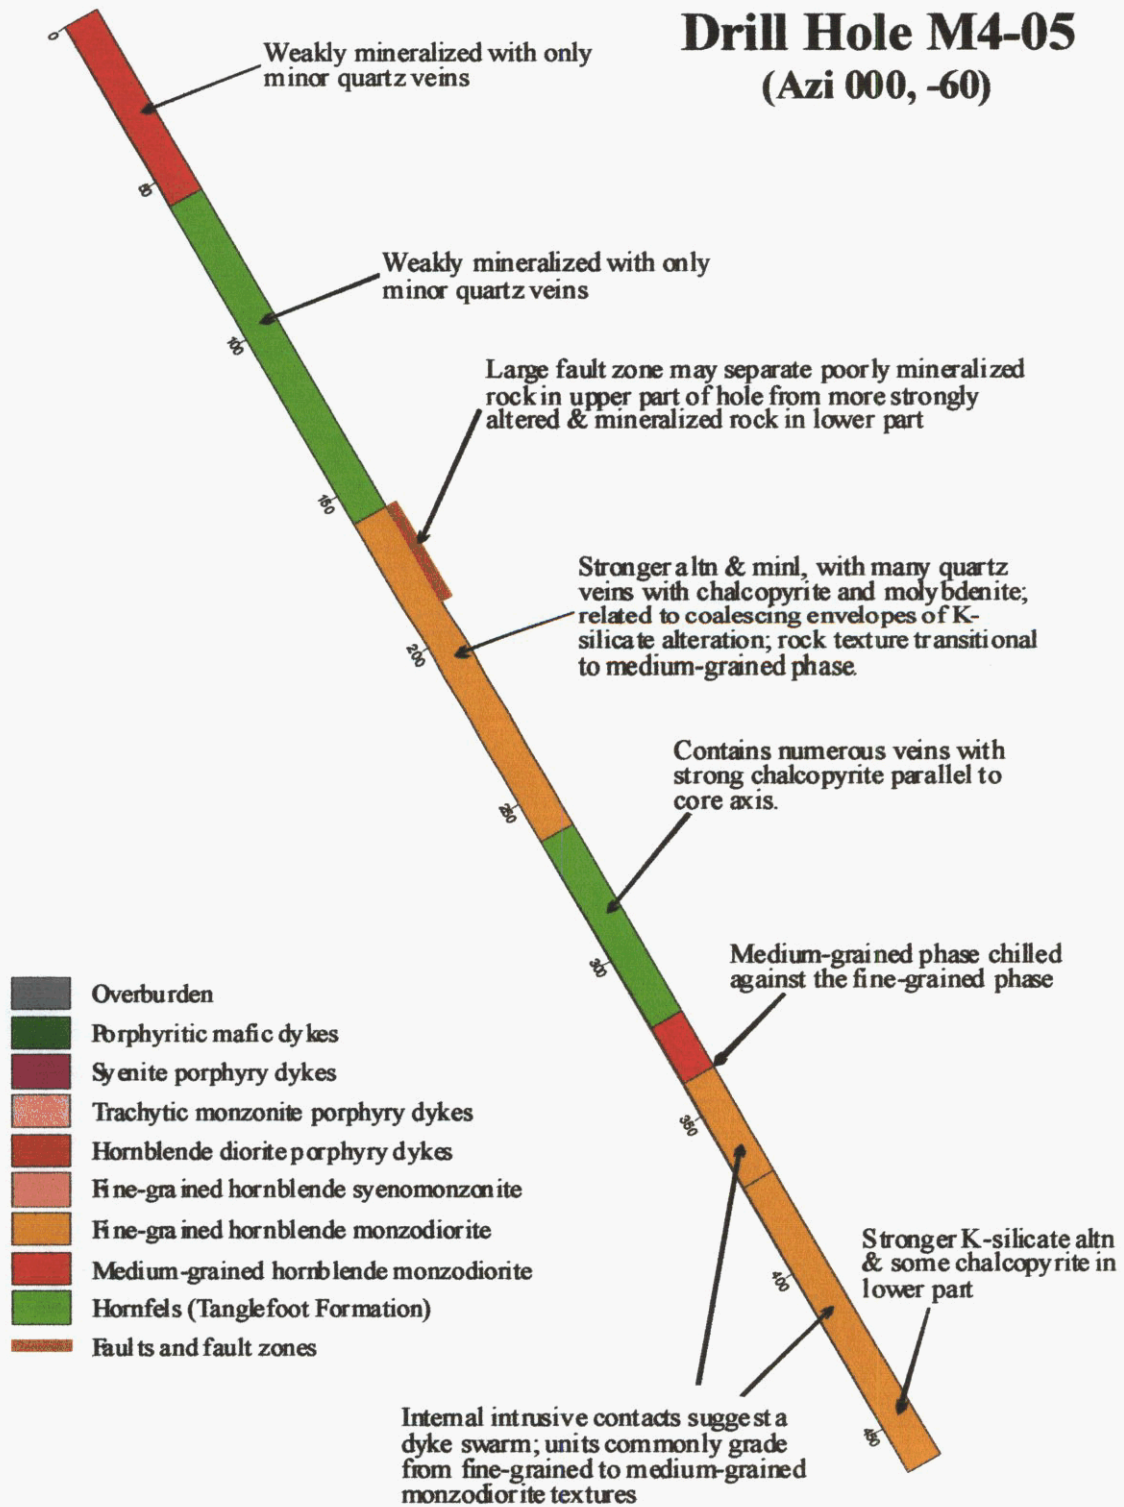 Drill Hole M4-05
(Azi 000, -60)
0
Weakly mineralized with only
minor quartz veins
50
Weakly mineralized with only
minor quartz veins
100
Large fault zone may separate poorly mineralized
rock in upper part of hole from more strongly
altered & mineralized rock in lower part
150
Stronger altn & minl, with many quartz
veins with chalcopyrite and molybdenite;
related to coalescing envelopes of K-
silicate alteration; rock texture transitional
to medium-grained phase.
200
Contains numerous veins with
strong chalcopyrite parallel to
core axis.
250
Medium-grained phase chilled
against the fine-grained phase
300
350
Stronger K-silicate altn
& some chalcopyrite in
lower part
400
450
Internal intrusive contacts suggest a
dyke swarm; units commonly grade
from fine-grained to medium-grained
monzodiorite textures
Overburden
Porphyritic mafic dykes
Syenite porphyry dykes
Trachytic monzonite porphyry dykes
Hornblende diorite porphyry dykes
Fine-grained hornblende syenomonzonite
Fine-grained hornblende monzodiorite
Medium-grained hornblende monzodiorite
Hornfels (Tanglefoot Formation)
Faults and fault zones